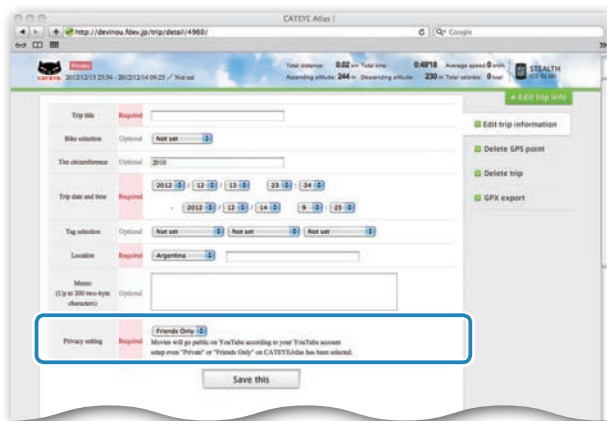 CATEYE Atlas |
http://devinou.fdev.jp/trip/detail/4960/
Google
CATEYE
Private
2012/12/13 23:34 - 2012/12/14 09:25 / Not set
Total distance 0.02 km Total time 0:48'18 Average speed 0 km/h
Ascending altitude 244 m Descending altitude 230 m Total calories 0 kcal
STEALTH
Edit trip info
Trip title Required
Bike selection Optional Not set
Tire circumference Optional 2010
Trip date and time Required 2012 / 12 / 13 23 : 34
- 2012 / 12 / 14 9 : 25
Tag selection Optional Not set Not set Not set
Location Required Argentina
Memo
(Up to 200 two-byte
characters)
Optional
Privacy setting Required Friends Only
Movies will go public on YouTube according to your YouTube account
setup even "Private" or "Friends Only" on CATEYEAtlas has been selected.
Save this
Edit trip information
Delete GPS point
Delete trip
GPX export